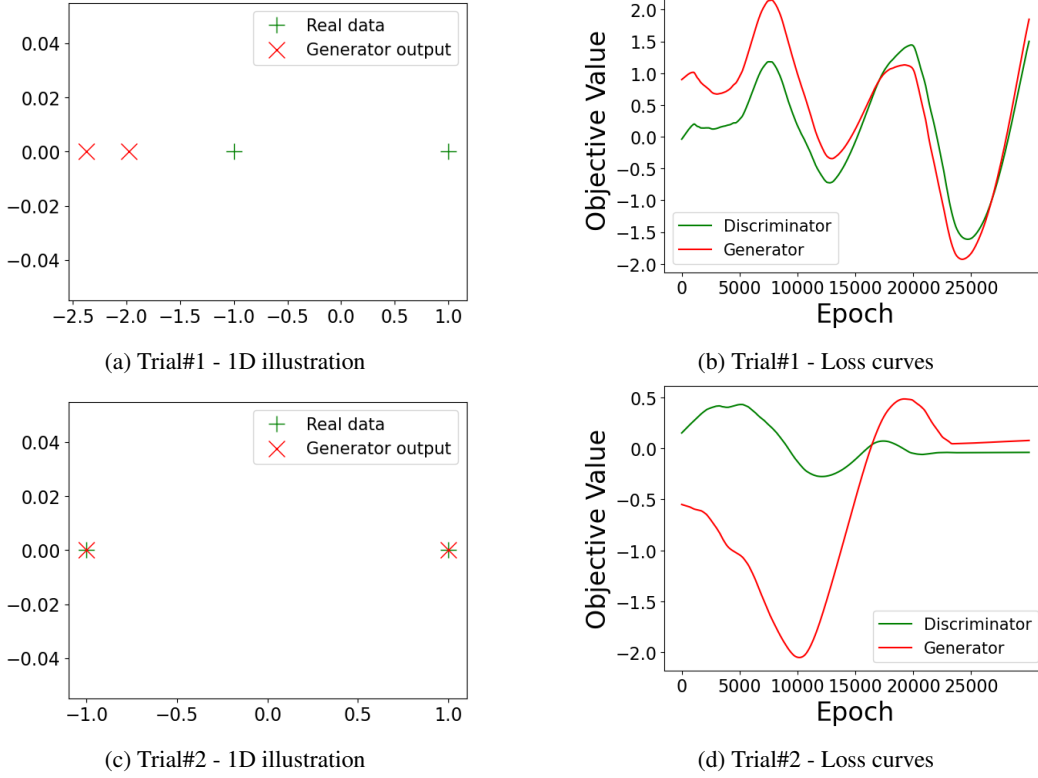 0.04
0.02
0.00
−0.02
−0.04
Real data
Generator output
−2.5 −2.0 −1.5 −1.0 −0.5 0.0 0.5 1.0
(a) Trial#1 - 1D illustration
Objective Value
2.0
1.5
1.0
0.5
0.0
−0.5
−1.0
−1.5
−2.0
Discriminator
Generator
0 5000 10000 15000 20000 25000
Epoch
(b) Trial#1 - Loss curves
0.04
0.02
0.00
−0.02
−0.04
Real data
Generator output
−1.0 −0.5 0.0 0.5 1.0
(c) Trial#2 - 1D illustration
Objective Value
0.5
0.0
−0.5
−1.0
−1.5
−2.0
Discriminator
Generator
0 5000 10000 15000 20000 25000
Epoch
(d) Trial#2 - Loss curves